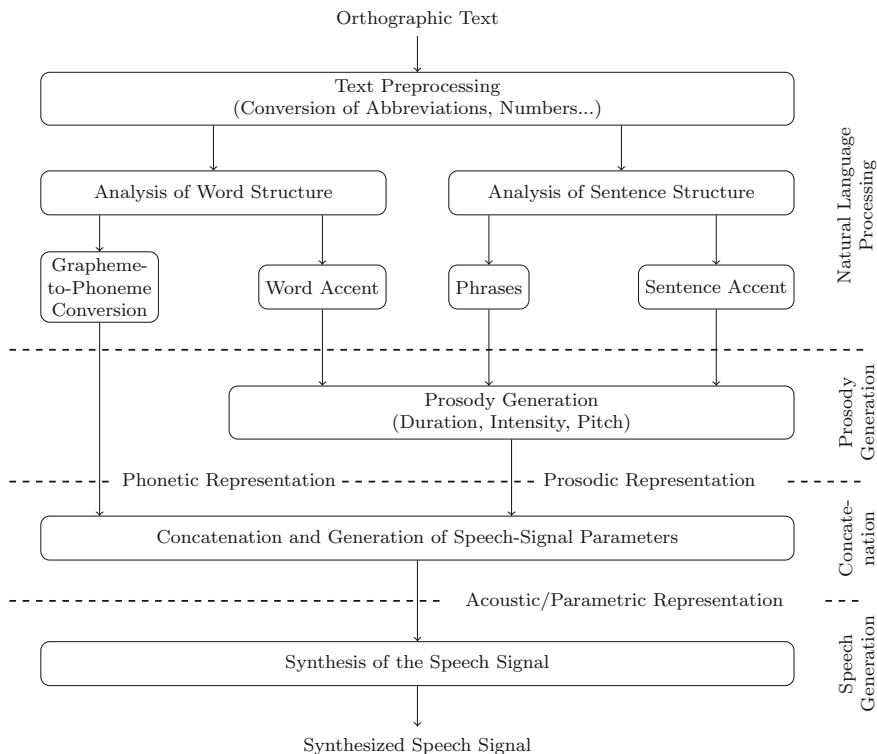 Orthographic Text
Text Preprocessing
(Conversion of Abbreviations, Numbers...)
Analysis of Word Structure
Analysis of Sentence Structure
Grapheme-
to-Phoneme
Conversion
Word Accent
Phrases
Sentence Accent
Natural Language
Processing
Prosody Generation
(Duration, Intensity, Pitch)
Prosody
Generation
Phonetic Representation
Prosodic Representation
Concatenation and Generation of Speech-Signal Parameters
Concate-
nation
Acoustic/Parametric Representation
Synthesis of the Speech Signal
Speech
Generation
Synthesized Speech Signal